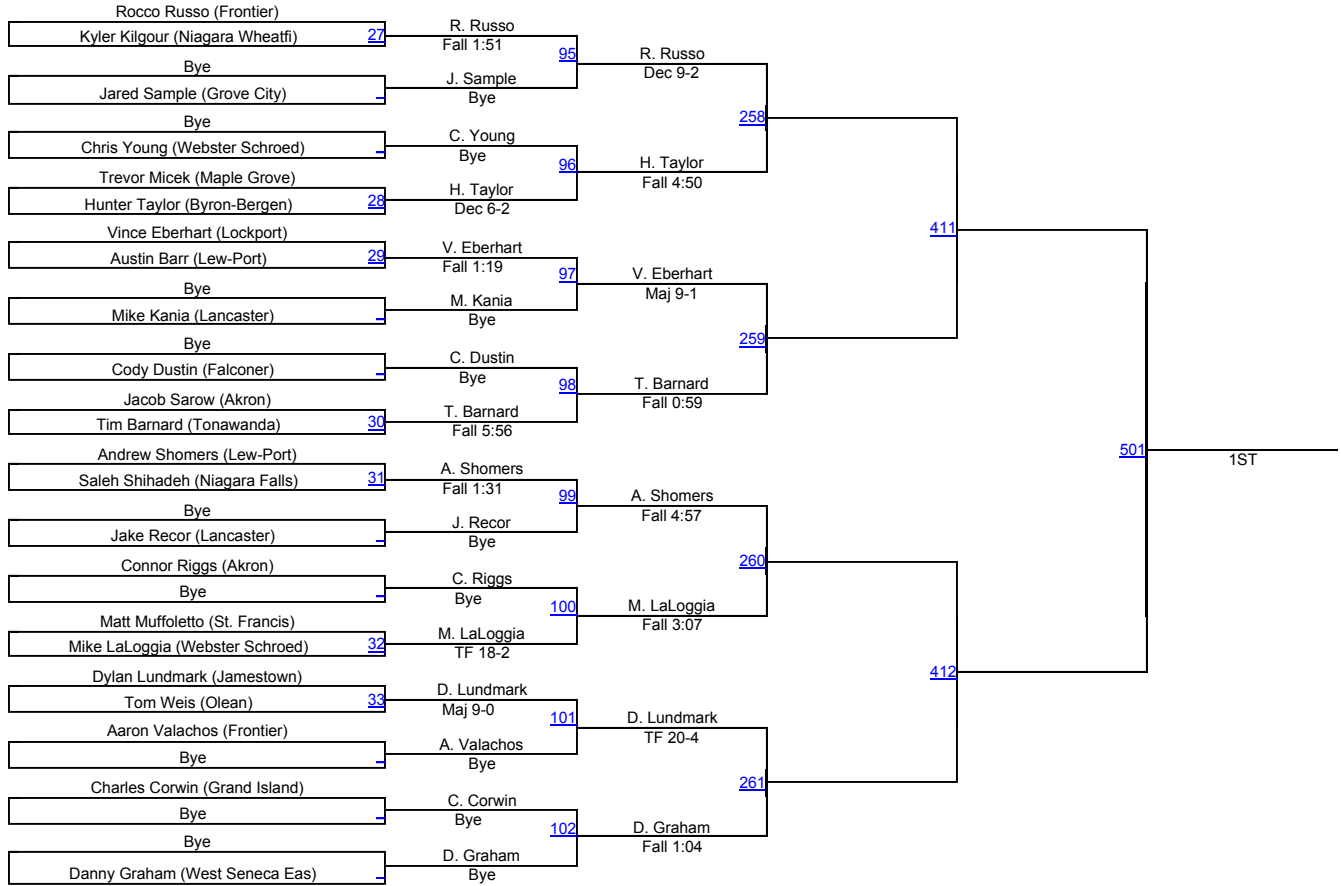 Rocco Russo (Frontier)
Kyler Kilgour (Niagara Wheatfi) 27
Bye
Jared Sample (Grove City)
Bye
Chris Young (Webster Schroed)
Trevor Micek (Maple Grove)
Hunter Taylor (Byron-Bergen) 28
Vince Eberhart (Lockport)
Austin Barr (Lew-Port) 29
Bye
Mike Kania (Lancaster)
Bye
Cody Dustin (Falconer)
Jacob Sarow (Akron)
Tim Barnard (Tonawanda) 30
Andrew Shomers (Lew-Port)
Saleh Shihadeh (Niagara Falls) 31
Bye
Jake Recor (Lancaster)
Connor Riggs (Akron)
Bye
Matt Muffoletto (St. Francis)
Mike LaLoggia (Webster Schroed) 32
Dylan Lundmark (Jamestown)
Tom Weis (Olean) 33
Aaron Valachos (Frontier)
Bye
Charles Corwin (Grand Island)
Bye
Bye
Danny Graham (West Seneca Eas)
R. Russo
Fall 1:51
95
J. Sample
Bye
C. Young
Bye
96
H. Taylor
Dec 6-2
V. Eberhart
Fall 1:19
97
M. Kania
Bye
C. Dustin
Bye
98
T. Barnard
Fall 5:56
A. Shomers
Fall 1:31
99
J. Recor
Bye
C. Riggs
Bye
100
M. LaLoggia
TF 18-2
D. Lundmark
Maj 9-0
101
A. Valachos
Bye
C. Corwin
Bye
102
D. Graham
Bye
R. Russo
Dec 9-2
258
H. Taylor
Fall 4:50
V. Eberhart
Maj 9-1
259
T. Barnard
Fall 0:59
A. Shomers
Fall 4:57
260
M. LaLoggia
Fall 3:07
D. Lundmark
TF 20-4
261
D. Graham
Fall 1:04
411
412
501
1ST